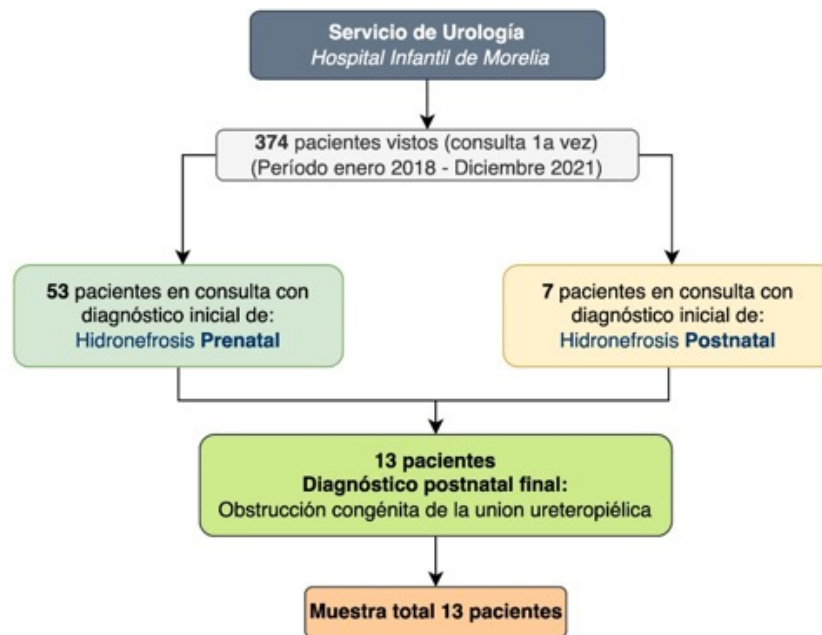 Servicio de Urología
Hospital Infantil de Morelia
374 pacientes vistos (consulta 1a vez)
(Período enero 2018 - Diciembre 2021)
53 pacientes en consulta con
diagnóstico inicial de:
Hidronefrosis Prenatal
7 pacientes en consulta con
diagnóstico inicial de:
Hidronefrosis Postnatal
13 pacientes
Diagnóstico postnatal final:
Obstrucción congénita de la union ureteropiélica
Muestra total 13 pacientes